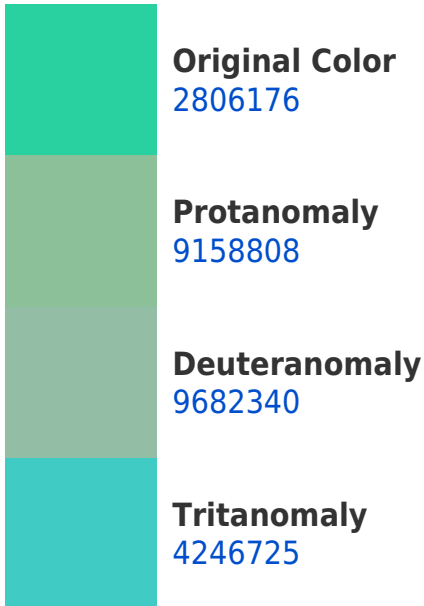 Original Color
2806176
Protanomaly
9158808
Deuteranomaly
9682340
Tritanomaly
4246725